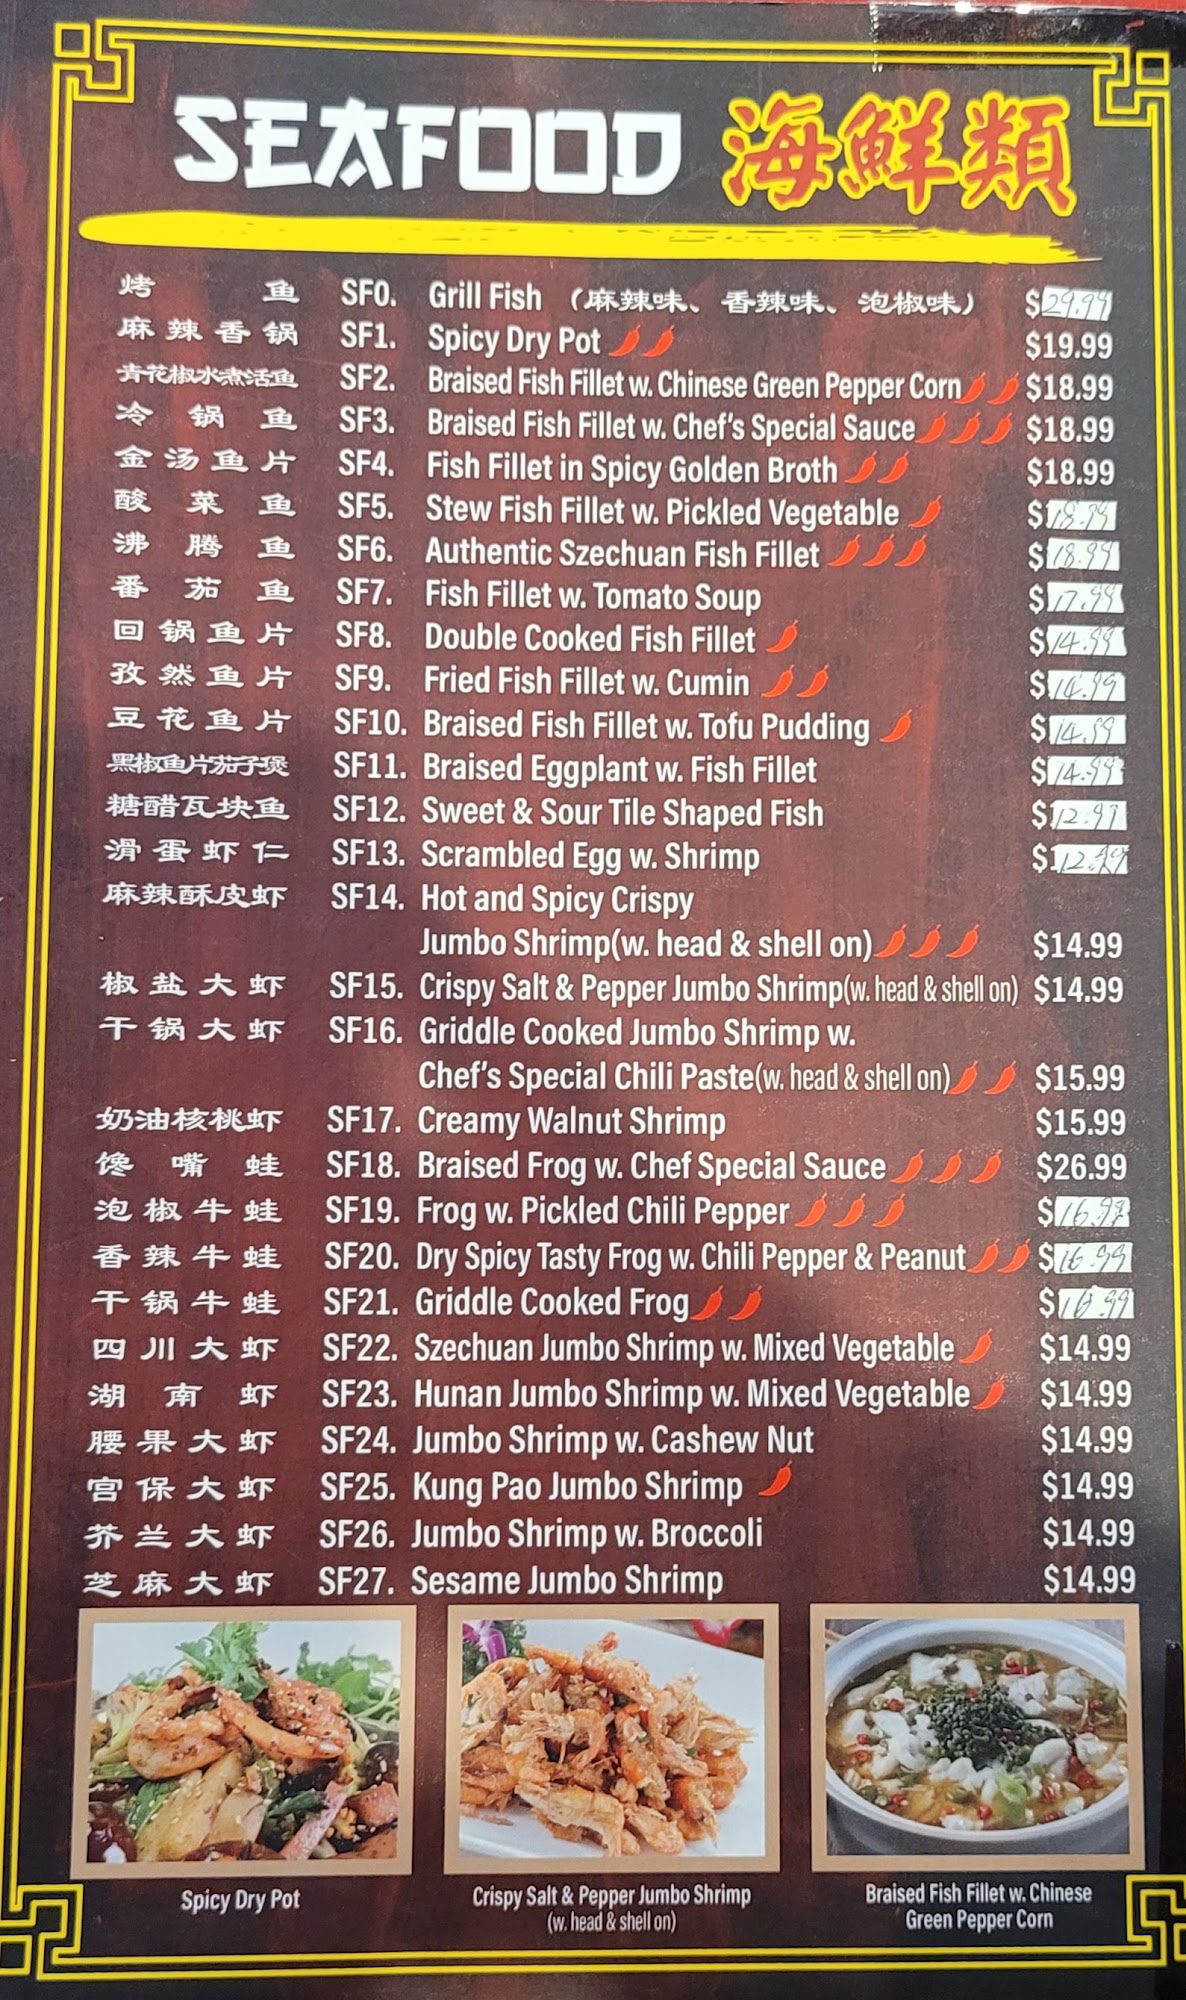 SEAFOOD 海鮮類
烤鱼 SF0. Grill Fish （麻辣味、香辣味、泡椒味） $29.99
麻辣香锅 SF1. Spicy Dry Pot $19.99
青花椒水煮活鱼 SF2. Braised Fish Fillet w. Chinese Green Pepper Corn $18.99
冷锅鱼 SF3. Braised Fish Fillet w. Chef's Special Sauce $18.99
金汤鱼片 SF4. Fish Fillet in Spicy Golden Broth $18.99
酸菜鱼 SF5. Stew Fish Fillet w. Pickled Vegetable $18.99
沸腾鱼 SF6. Authentic Szechuan Fish Fillet $18.99
番茄鱼 SF7. Fish Fillet w. Tomato Soup $17.99
回锅鱼片 SF8. Double Cooked Fish Fillet $14.99
孜然鱼片 SF9. Fried Fish Fillet w. Cumin $14.99
豆花鱼片 SF10. Braised Fish Fillet w. Tofu Pudding $14.99
黑椒鱼片茄子煲 SF11. Braised Eggplant w. Fish Fillet $14.99
糖醋瓦块鱼 SF12. Sweet & Sour Tile Shaped Fish $12.99
滑蛋虾仁 SF13. Scrambled Egg w. Shrimp $12.99
麻辣酥皮虾 SF14. Hot and Spicy Crispy
Jumbo Shrimp(w. head & shell on) $14.99
椒盐大虾 SF15. Crispy Salt & Pepper Jumbo Shrimp(w. head & shell on) $14.99
干锅大虾 SF16. Griddle Cooked Jumbo Shrimp w.
Chef's Special Chili Paste(w. head & shell on) $15.99
奶油核桃虾 SF17. Creamy Walnut Shrimp $15.99
馋嘴蛙 SF18. Braised Frog w. Chef Special Sauce $26.99
泡椒牛蛙 SF19. Frog w. Pickled Chili Pepper $16.99
香辣牛蛙 SF20. Dry Spicy Tasty Frog w. Chili Pepper & Peanut $16.99
干锅牛蛙 SF21. Griddle Cooked Frog $16.99
四川大虾 SF22. Szechuan Jumbo Shrimp w. Mixed Vegetable $14.99
湖南虾 SF23. Hunan Jumbo Shrimp w. Mixed Vegetable $14.99
腰果大虾 SF24. Jumbo Shrimp w. Cashew Nut $14.99
宫保大虾 SF25. Kung Pao Jumbo Shrimp $14.99
芥兰大虾 SF26. Jumbo Shrimp w. Broccoli $14.99
芝麻大虾 SF27. Sesame Jumbo Shrimp $14.99
Spicy Dry Pot
Crispy Salt & Pepper Jumbo Shrimp
(w. head & shell on)
Braised Fish Fillet w. Chinese
Green Pepper Corn